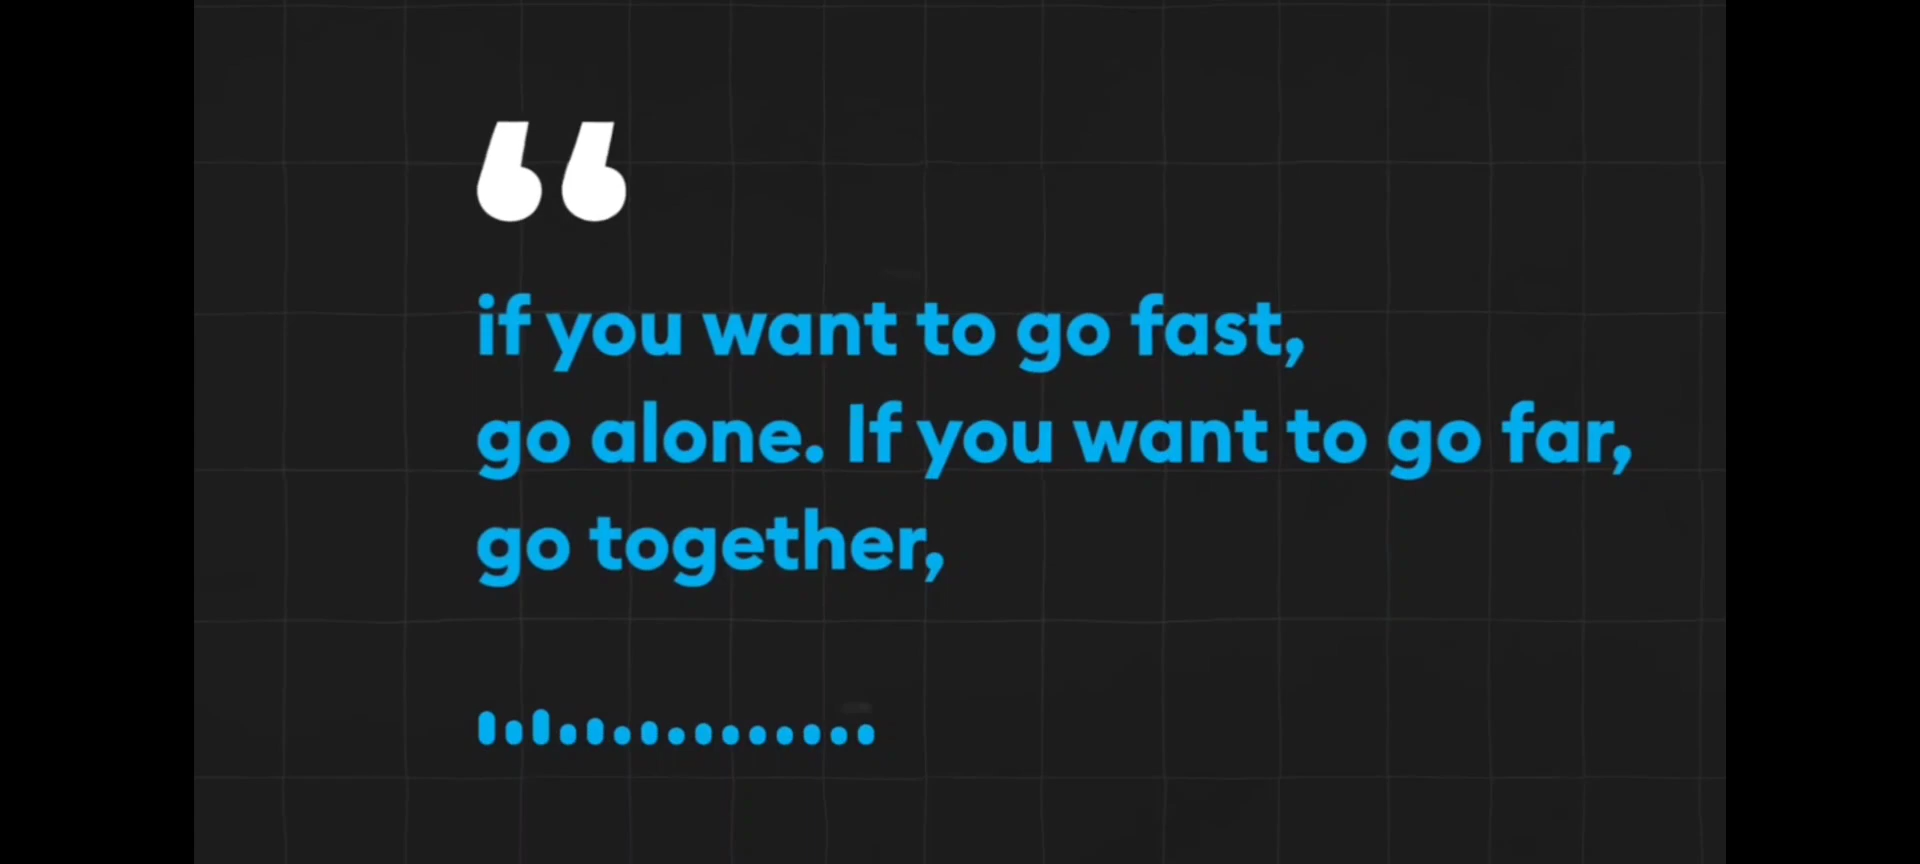 “
if you want to go fast,
go alone. If you want to go far,
go together,